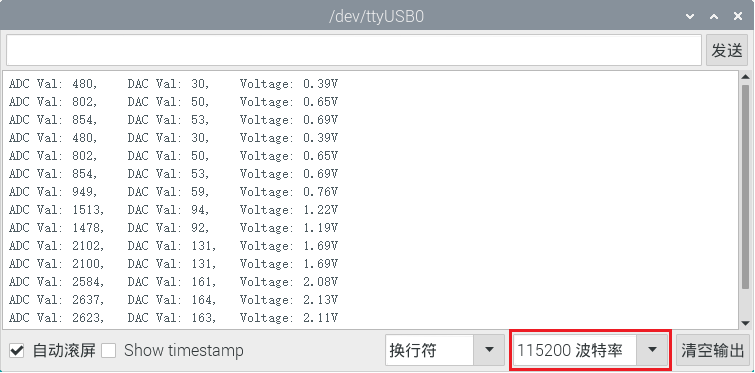 /dev/ttyUSB0
发送
ADC Val: 480,    DAC Val: 30,    Voltage: 0.39V
ADC Val: 802,    DAC Val: 50,    Voltage: 0.65V
ADC Val: 854,    DAC Val: 53,    Voltage: 0.69V
ADC Val: 480,    DAC Val: 30,    Voltage: 0.39V
ADC Val: 802,    DAC Val: 50,    Voltage: 0.65V
ADC Val: 854,    DAC Val: 53,    Voltage: 0.69V
ADC Val: 949,    DAC Val: 59,    Voltage: 0.76V
ADC Val: 1513,   DAC Val: 94,    Voltage: 1.22V
ADC Val: 1478,   DAC Val: 92,    Voltage: 1.19V
ADC Val: 2102,   DAC Val: 131,   Voltage: 1.69V
ADC Val: 2100,   DAC Val: 131,   Voltage: 1.69V
ADC Val: 2584,   DAC Val: 161,   Voltage: 2.08V
ADC Val: 2637,   DAC Val: 164,   Voltage: 2.13V
ADC Val: 2623,   DAC Val: 163,   Voltage: 2.11V
自动滚屏 Show timestamp 换行符 115200 波特率 清空输出